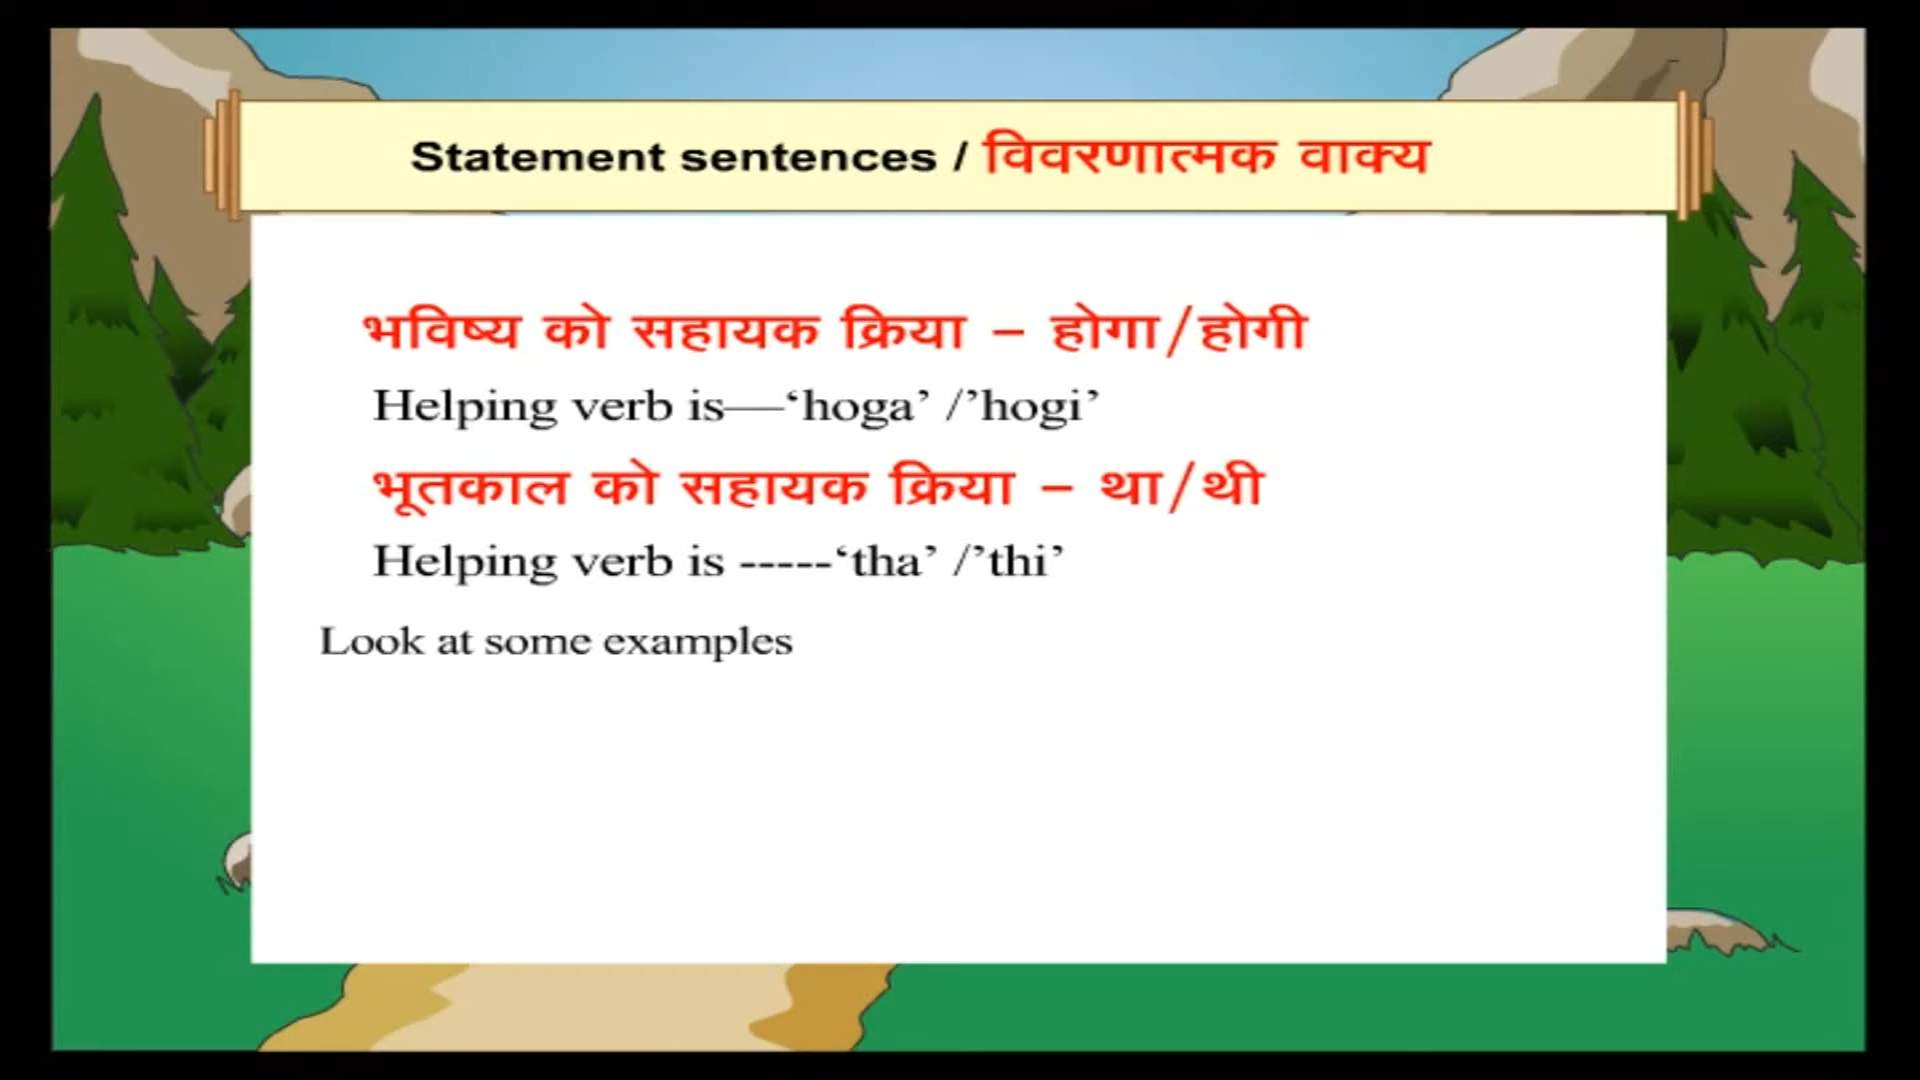 Statement sentences / विवरणात्मक वाक्य
भविष्य को सहायक क्रिया – होगा/होगी
Helping verb is—‘hoga’ /’hogi’
भूतकाल को सहायक क्रिया – था/थी
Helping verb is -----‘tha’ /’thi’
Look at some examples